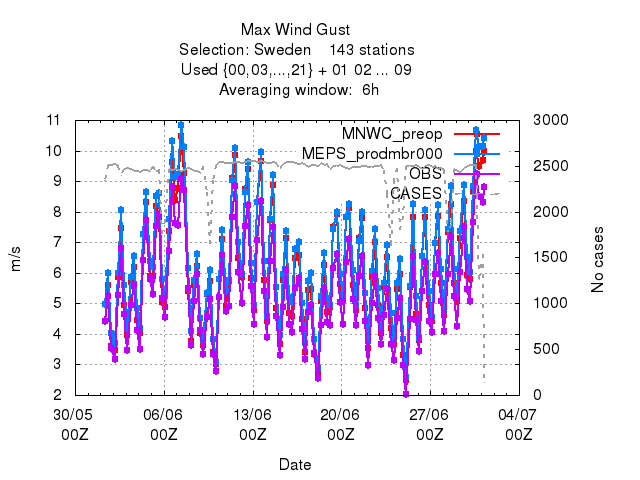 Max Wind Gust
Selection: Sweden    143 stations
Used {00,03,...,21} + 01 02 ... 09
Averaging window:  6h
MNWC_preop
MEPS_prodmbr000
OBS
CASES
11
10
9
8
7
6
5
4
3
2
m/s
3000
2500
2000
1500
1000
500
0
No cases
30/05 06/06 13/06 20/06 27/06 04/07
00Z 00Z 00Z 00Z 00Z 00Z
Date